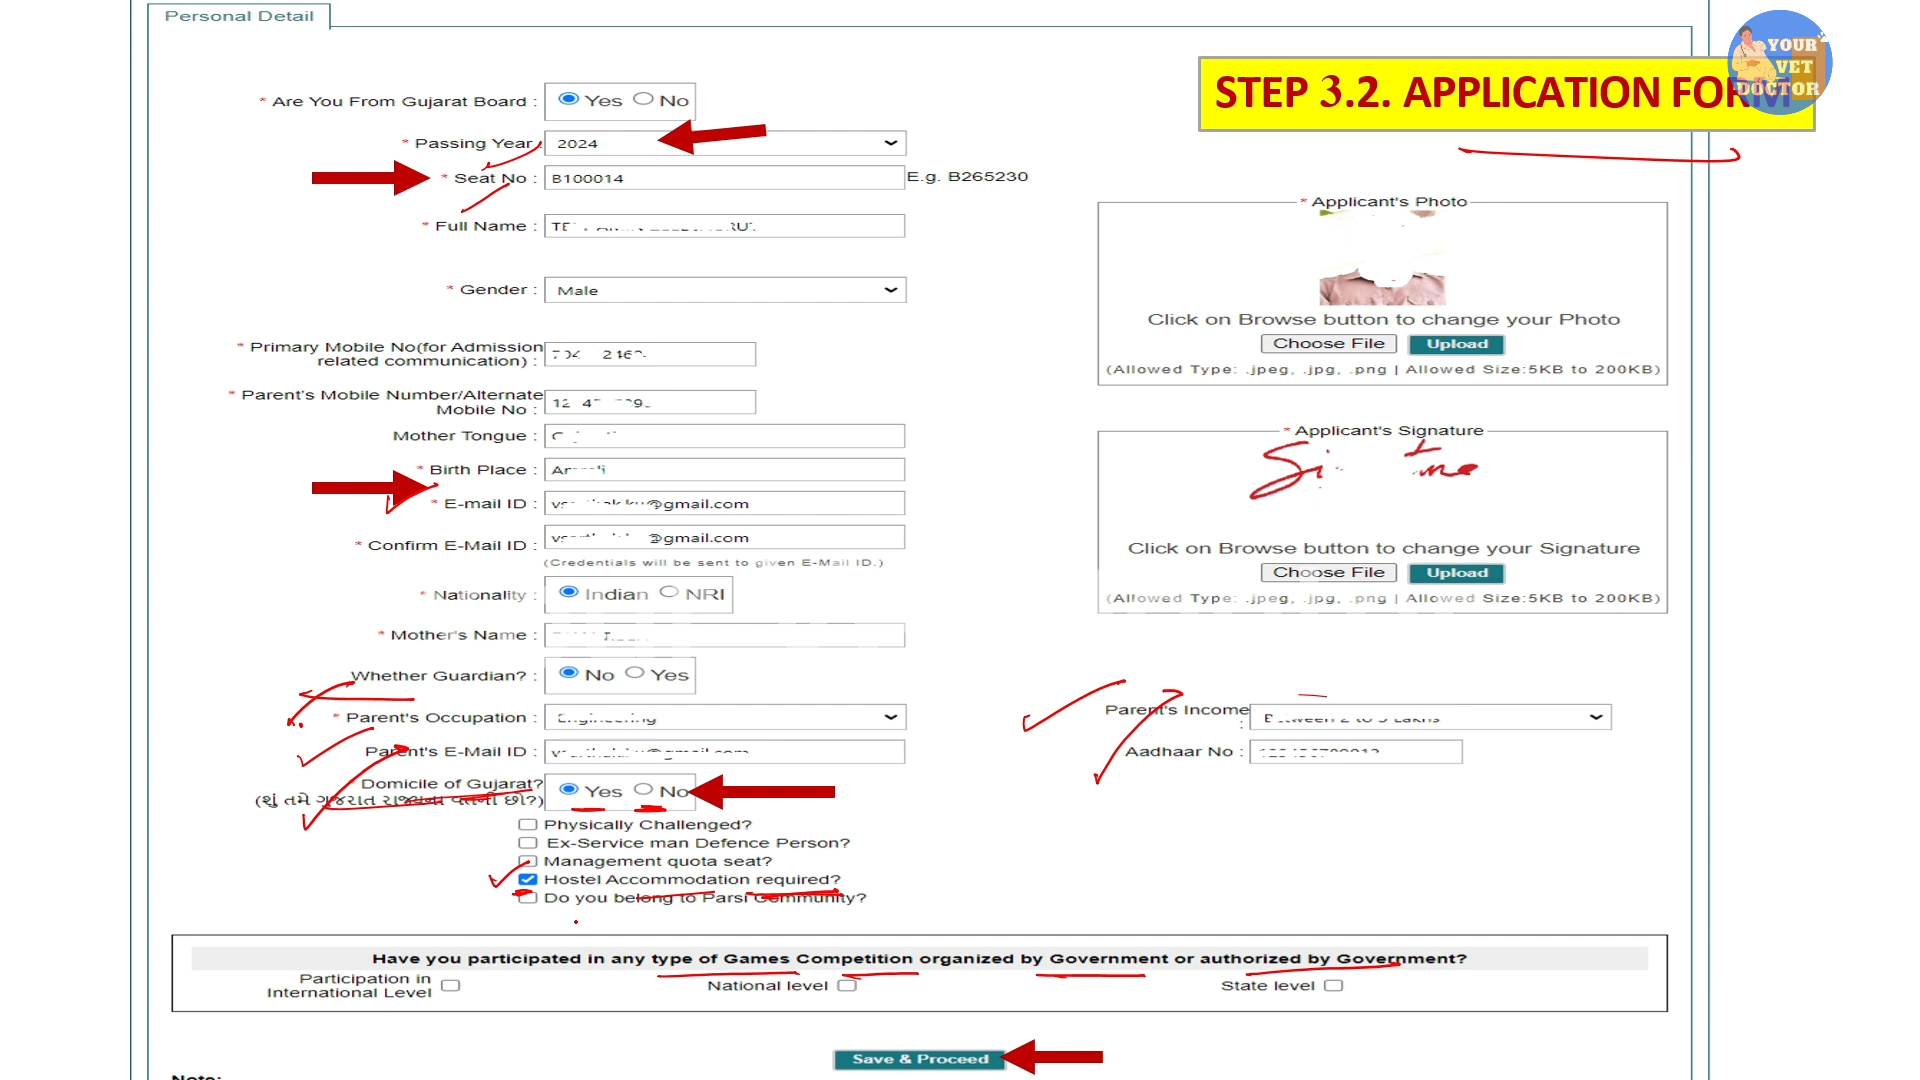 Personal Detail
YOUR
VET
DOCTOR
STEP 3.2. APPLICATION FORM
* Are You From Gujarat Board : Yes No
* Passing Year : 2024
* Seat No : B100014 E.g. B265230
* Full Name :
* Gender : Male
* Primary Mobile No(for Admission
related communication) :
* Parent's Mobile Number/Alternate
Mobile No :
Mother Tongue :
* Birth Place :
* E-mail ID : @gmail.com
* Confirm E-Mail ID : @gmail.com
(Credentials will be sent to given E-Mail ID.)
* Nationality : Indian NRI
* Mother's Name :
Whether Guardian? : No Yes
* Parent's Occupation : Engineering
Parent's E-Mail ID :
Domicile of Gujarat?
(શું તમે ગુજરાત રાજ્યના વતની છો?) Yes No
Physically Challenged?
Ex-Service man Defence Person?
Management quota seat?
Hostel Accommodation required?
Do you belong to Parsi Community?
* Applicant's Photo
Click on Browse button to change your Photo
Choose File Upload
(Allowed Type: .jpeg, .jpg, .png | Allowed Size:5KB to 200KB)
* Applicant's Signature
Click on Browse button to change your Signature
Choose File Upload
(Allowed Type: .jpeg, .jpg, .png | Allowed Size:5KB to 200KB)
Parent's Income
:
Aadhaar No :
Have you participated in any type of Games Competition organized by Government or authorized by Government?
Participation in
International Level
National level
State level
Save & Proceed
Note: